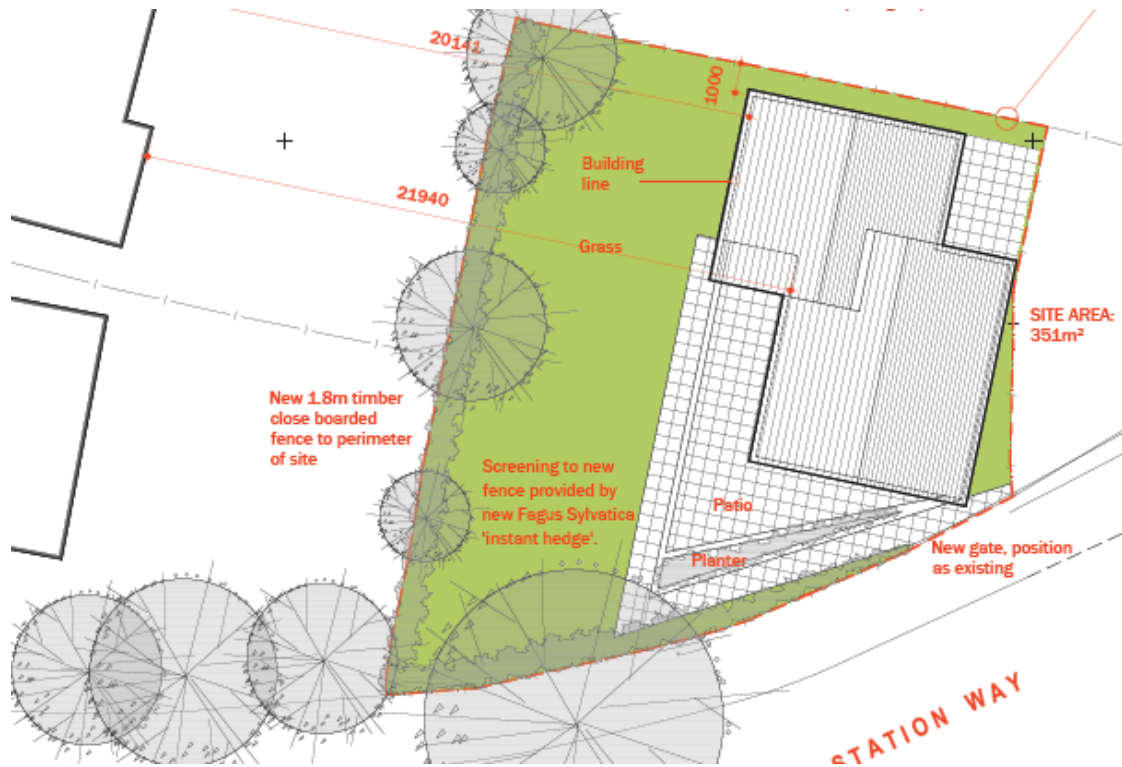 20141
1000
Building
line
21940
Grass
SITE AREA:
351m²
New 1.8m timber
close boarded
fence to perimeter
of site
Screening to new
fence provided by
new Fagus Sylvatica
'instant hedge'.
Patio
Planter
New gate, position
as existing
STATION WAY